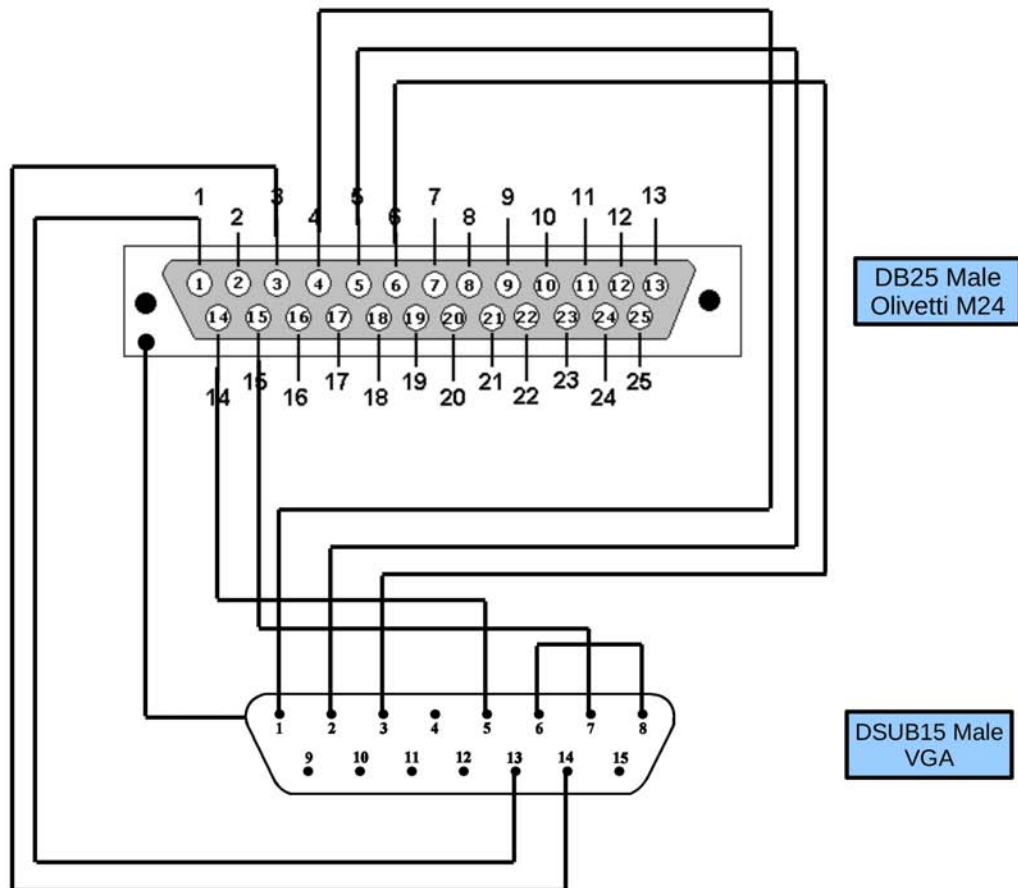 1 2 3 4 5 6 7 8 9 10 11 12 13
1 2 3 4 5 6 7 8 9 10 11 12 13
14 15 16 17 18 19 20 21 22 23 24 25
14 15 16 17 18 19 20 21 22 23 24 25
DB25 Male
Olivetti M24
1 2 3 4 5 6 7 8
9 10 11 12 13 14 15
DSUB15 Male
VGA